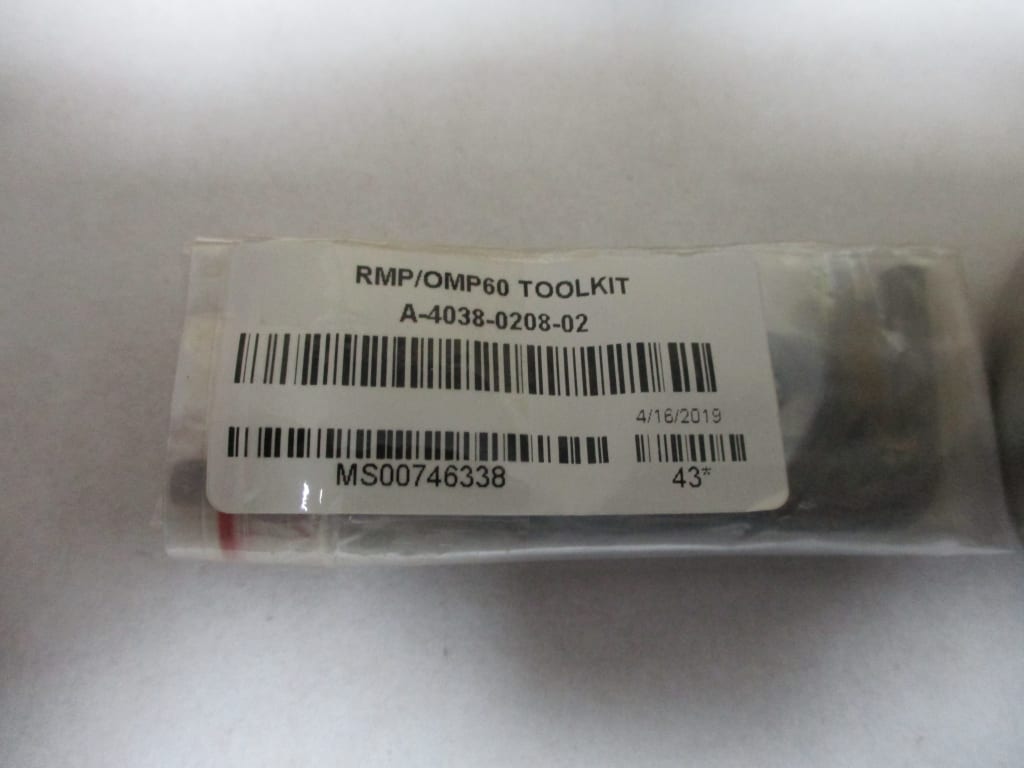 RMP/OMP60 TOOLKIT
A-4038-0208-02
4/16/2019
MS00746338 43*